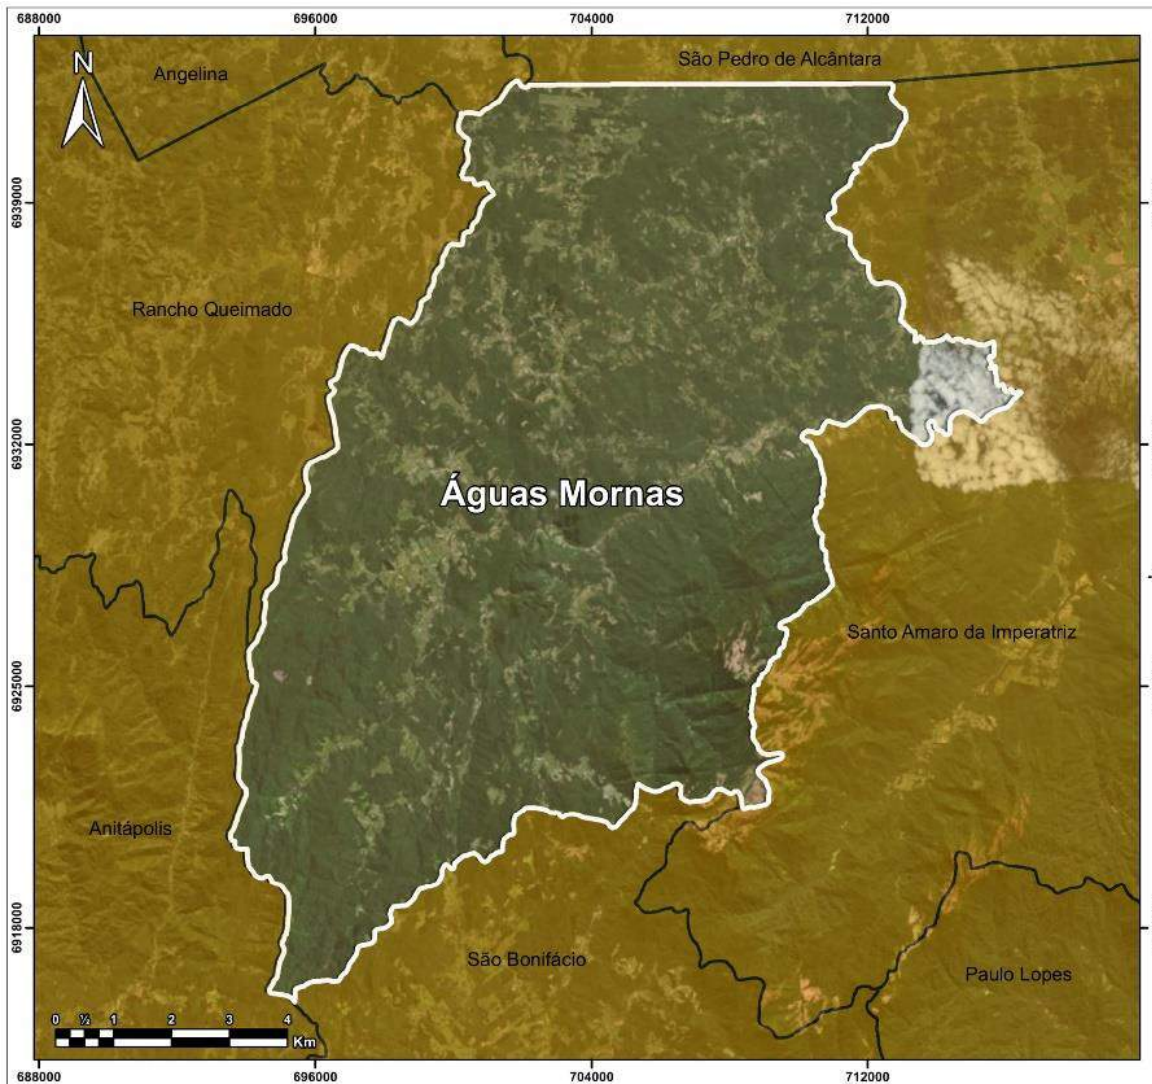 688000 696000 704000 712000
N
Angelina
São Pedro de Alcântara
6939000
Rancho Queimado
6932000
Águas Mornas
Santo Amaro da Imperatriz
6925000
Anitápolis
6918000
São Bonifácio
Paulo Lopes
0 ½ 1 2 3 4
Km
688000 696000 704000 712000